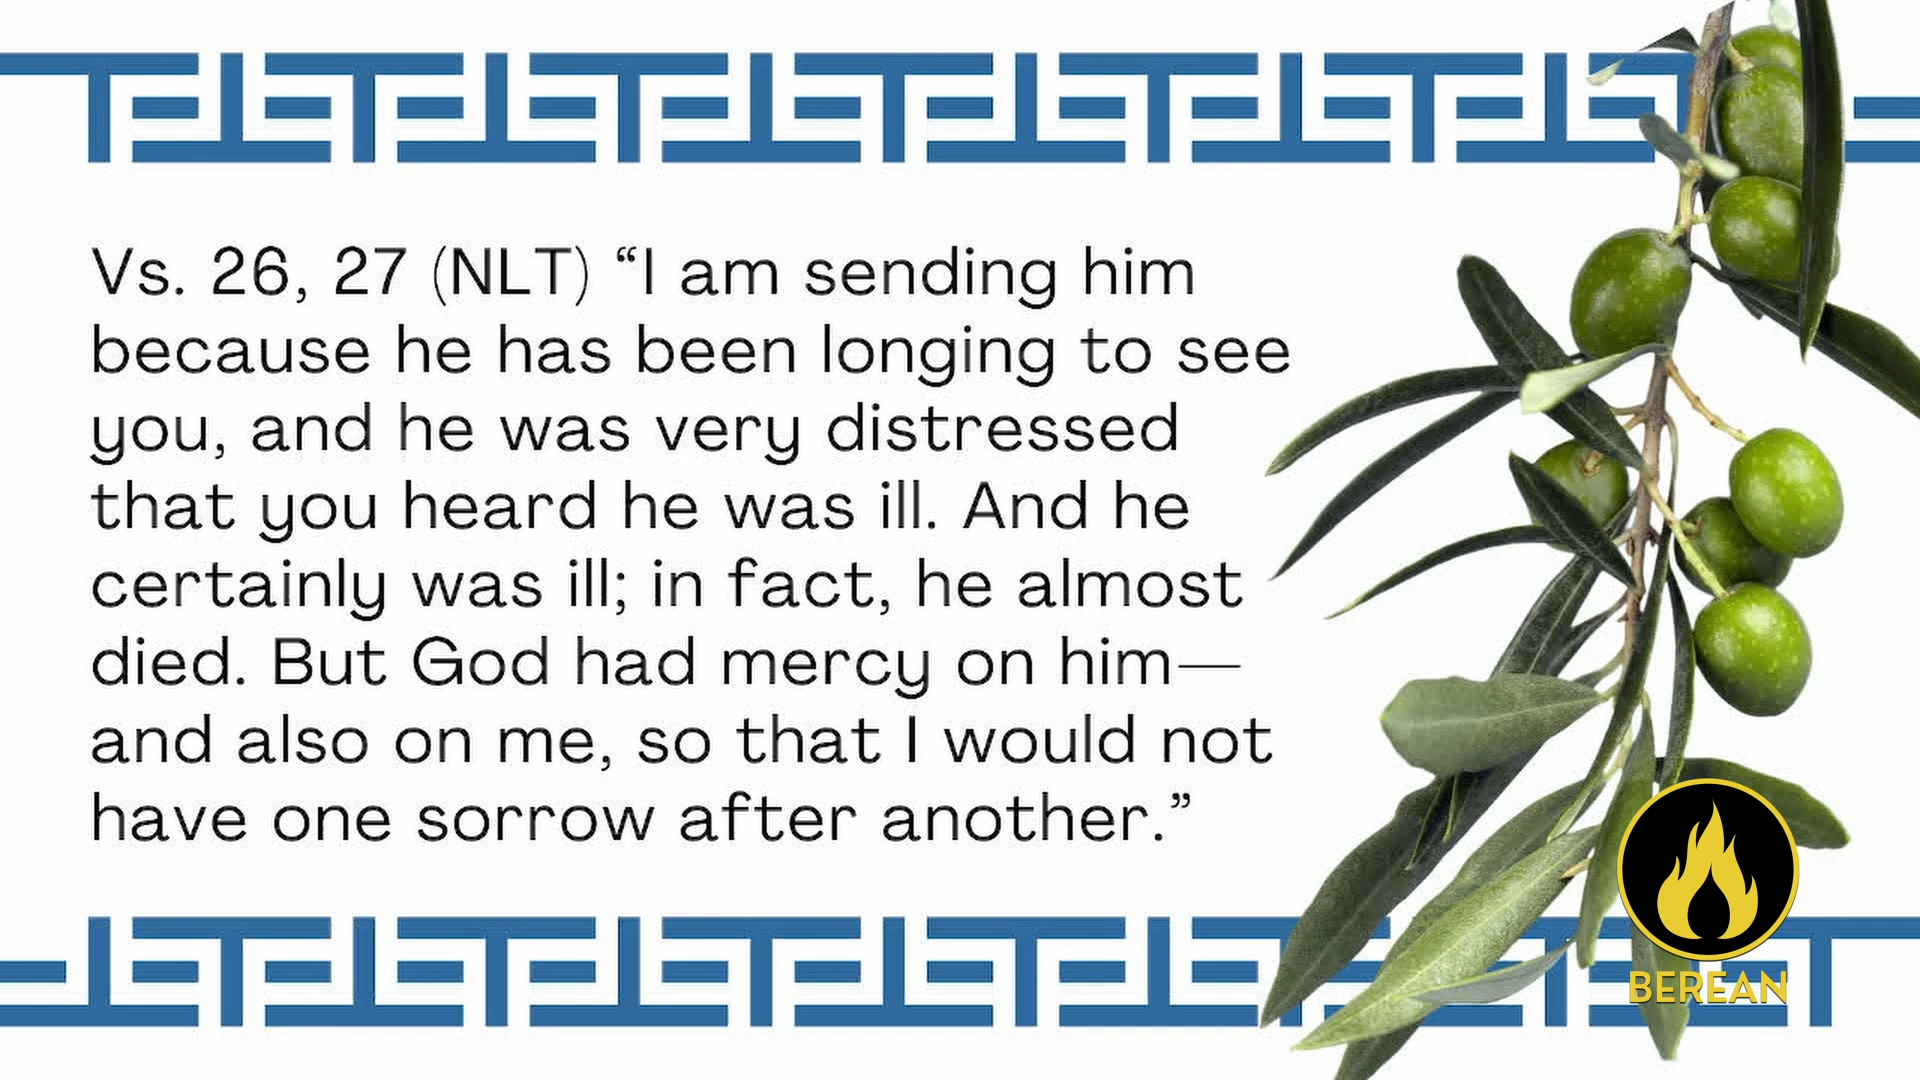 Vs. 26, 27 (NLT) “I am sending him
because he has been longing to see
you, and he was very distressed
that you heard he was ill. And he
certainly was ill; in fact, he almost
died. But God had mercy on him—
and also on me, so that I would not
have one sorrow after another.”
BEREAN